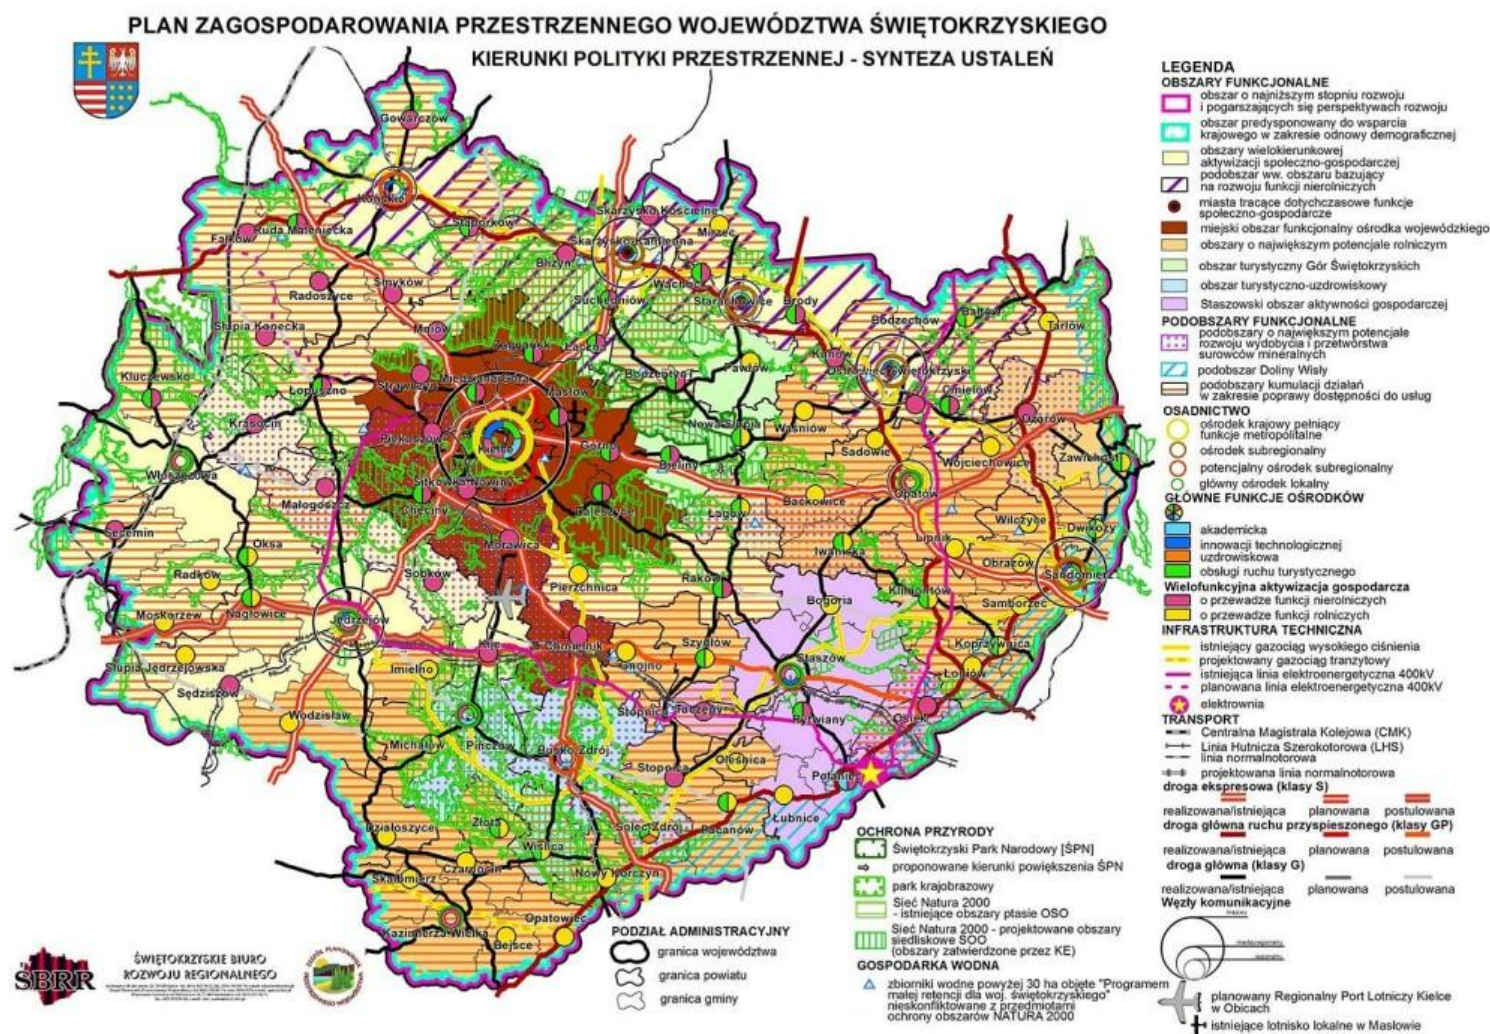 PLAN ZAGOSPODAROWANIA PRZESTRZENNEGO WOJEWÓDZTWA ŚWIĘTOKRZYSKIEGO
KIERUNKI POLITYKI PRZESTRZENNEJ - SYNTEZA USTALEŃ
LEGENDA
OBSZARY FUNKCJONALNE
obszar o najniższym stopniu rozwoju
i pogarszających się perspektywach rozwoju
obszar predysponowany do wsparcia
krajowego w zakresie odnowy demograficznej
obszary wielokierunkowej
aktywizacji społeczno-gospodarczej
podobszar ww. obszaru bazujący
na rozwoju funkcji nierolniczych
miasta tracące dotychczasowe funkcje
społeczno-gospodarcze
miejski obszar funkcjonalny ośrodka wojewódzkiego
obszary o największym potencjale rolniczym
obszar turystyczny Gór Świętokrzyskich
obszar turystyczno-uzdrowiskowy
Staszowski obszar aktywności gospodarczej
PODOBSZARY FUNKCJONALNE
podobszary o największym potencjale
rozwoju wydobycia i przetwórstwa
surowców mineralnych
podobszar Doliny Wisły
podobszary kumulacji działań
w zakresie poprawy dostępności do usług
OSADNICTWO
ośrodek krajowy pełniący
funkcje metropolitalne
ośrodek subregionalny
potencjalny ośrodek subregionalny
główny ośrodek lokalny
GŁÓWNE FUNKCJE OŚRODKÓW
akademicka
innowacji technologicznej
uzdrowiskowa
obsługi ruchu turystycznego
Wielofunkcyjna aktywizacja gospodarcza
o przewadze funkcji nierolniczych
o przewadze funkcji rolniczych
INFRASTRUKTURA TECHNICZNA
istniejący gazociąg wysokiego ciśnienia
projektowany gazociąg tranzytowy
istniejąca linia elektroenergetyczna 400kV
planowana linia elektroenergetyczna 400kV
elektrownia
TRANSPORT
Centralna Magistrala Kolejowa (CMK)
Linia Hutnicza Szerokotorowa (LHS)
linia normalnotorowa
projektowana linia normalnotorowa
droga ekspresowa (klasy S)
realizowana/istniejąca planowana postulowana
droga główna ruchu przyspieszonego (klasy GP)
realizowana/istniejąca planowana postulowana
droga główna (klasy G)
realizowana/istniejąca planowana postulowana
Węzły komunikacyjne
planowany Regionalny Port Lotniczy Kielce
w Obicach
istniejące lotnisko lokalne w Masłowie
OCHRONA PRZYRODY
Świętokrzyski Park Narodowy [ŚPN]
proponowane kierunki powiększenia ŚPN
park krajobrazowy
Sieć Natura 2000
- istniejące obszary ptasie OSO
Sieć Natura 2000 - projektowane obszary
siedliskowe SOO
(obszary zatwierdzone przez KE)
GOSPODARKA WODNA
zbiorniki wodne powyżej 30 ha objęte "Programem
małej retencji dla woj. świętokrzyskiego"
nieskonfliktowane z przedmiotami
ochrony obszarów NATURA 2000
PODZIAŁ ADMINISTRACYJNY
granica województwa
granica powiatu
granica gminy
ŚBRR
ŚWIĘTOKRZYSKIE BIURO
ROZWOJU REGIONALNEGO
Gowarczów
Końskie
Stąporków
Skarżysko Kościelne
Mirzec
Fałków
Ruda Maleniecka
Skarżysko-Kamienna
Bliżyn
Radoszyce
Smyków
Suchedniów
Wąchock
Starachowice
Brody
Bodzechów
Bałtów
Tarłów
Słupia Konecka
Mniów
Zagnańsk
Łączna
Kunów
Ostrowiec Świętokrzyski
Ćmielów
Kluczewsko
Łopuszno
Miedziana Góra
Masłów
Bodzentyn
Pawłów
Ożarów
Krasocin
Piekoszów
Kielce
Górno
Nowa Słupia
Waśniów
Sadowie
Wojciechowice
Zawichost
Włoszczowa
Małogoszcz
Sitkówka-Nowiny
Bieliny
Baćkowice
Opatów
Chęciny
Daleszyce
Łagów
Wilczyce
Dwikozy
Secemin
Oksa
Morawica
Iwaniska
Lipnik
Obrazów
Sandomierz
Radków
Sobków
Pierzchnica
Raków
Bogoria
Klimontów
Samborzec
Moskorzew
Nagłowice
Jędrzejów
Koprzywnica
Słupia Jędrzejowska
Imielno
Kije
Chmielnik
Gnojno
Szydłów
Staszów
Łoniów
Sędziszów
Wodzisław
Michałów
Pińczów
Busko Zdrój
Tuczępy
Rytwiany
Osiek
Stopnica
Oleśnica
Połaniec
Działoszyce
Złota
Solec Zdrój
Pacanów
Łubnice
Wiślica
Czarnocin
Skalbmierz
Nowy Korczyn
Kazimierza Wielka
Opatowiec
Bejsce